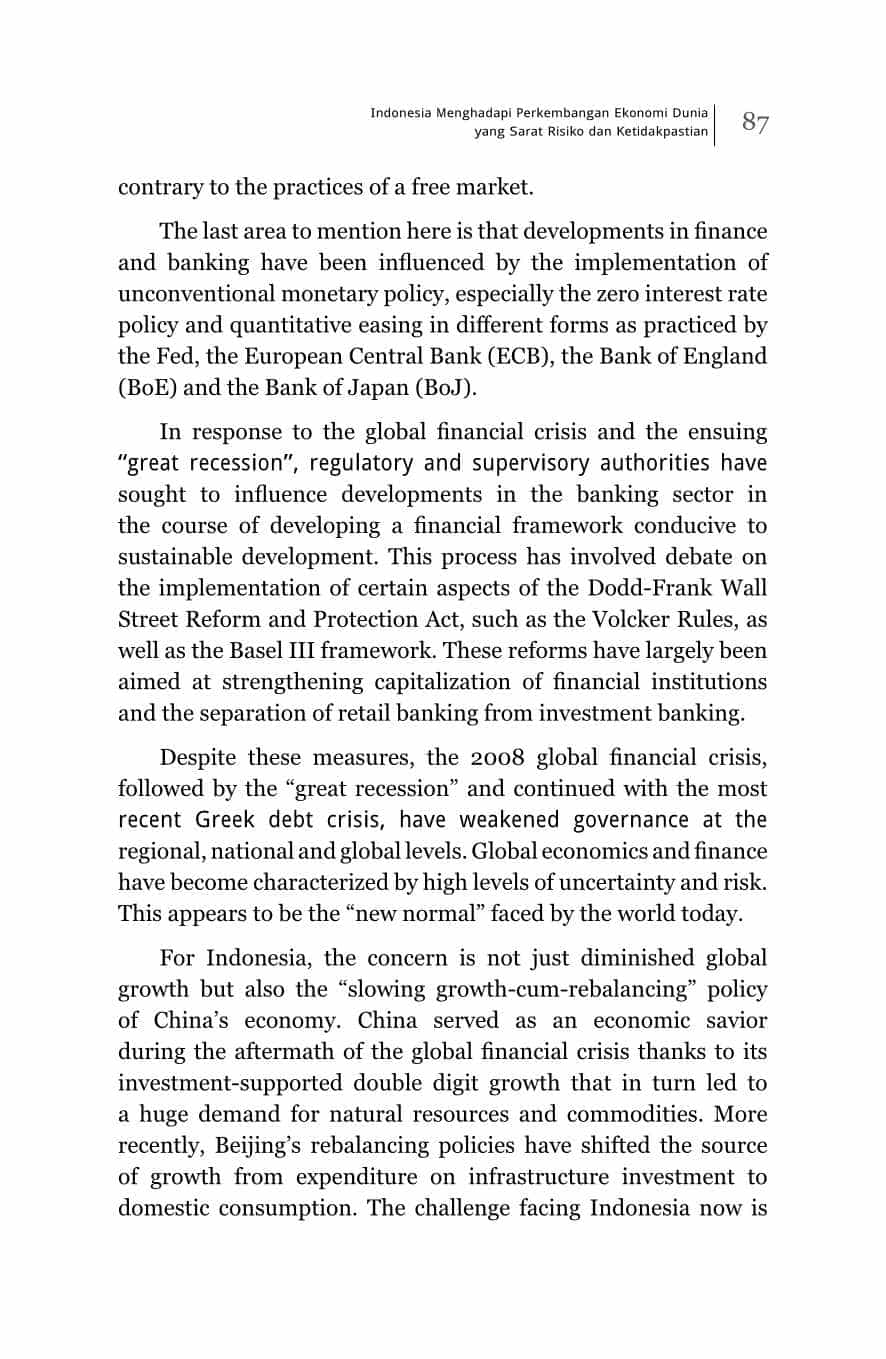 Indonesia Menghadapi Perkembangan Ekonomi Dunia
yang Sarat Risiko dan Ketidakpastian
87
contrary to the practices of a free market.
The last area to mention here is that developments in finance
and banking have been influenced by the implementation of
unconventional monetary policy, especially the zero interest rate
policy and quantitative easing in different forms as practiced by
the Fed, the European Central Bank (ECB), the Bank of England
(BoE) and the Bank of Japan (BoJ).
In response to the global financial crisis and the ensuing
“great recession”, regulatory and supervisory authorities have
sought to influence developments in the banking sector in
the course of developing a financial framework conducive to
sustainable development. This process has involved debate on
the implementation of certain aspects of the Dodd-Frank Wall
Street Reform and Protection Act, such as the Volcker Rules, as
well as the Basel III framework. These reforms have largely been
aimed at strengthening capitalization of financial institutions
and the separation of retail banking from investment banking.
Despite these measures, the 2008 global financial crisis,
followed by the “great recession” and continued with the most
recent Greek debt crisis, have weakened governance at the
regional, national and global levels. Global economics and finance
have become characterized by high levels of uncertainty and risk.
This appears to be the “new normal” faced by the world today.
For Indonesia, the concern is not just diminished global
growth but also the “slowing growth-cum-rebalancing” policy
of China’s economy. China served as an economic savior
during the aftermath of the global financial crisis thanks to its
investment-supported double digit growth that in turn led to
a huge demand for natural resources and commodities. More
recently, Beijing’s rebalancing policies have shifted the source
of growth from expenditure on infrastructure investment to
domestic consumption. The challenge facing Indonesia now is